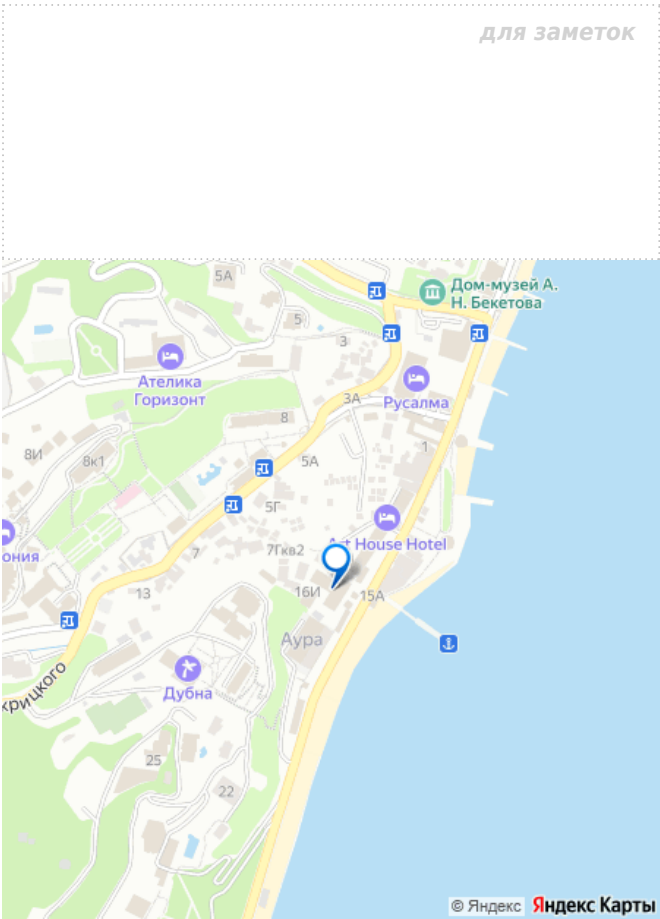 для заметок
5А
Дом-музей А.
Н. Бекетова
5
3
Ателика
Горизонт
Русалма
3А
8
1
8И
8к1
5А
5Г
Art House Hotel
ония
7
7Гкв2
13
16И
15А
Аура
Дубна
крицкого
25
22
© Яндекс Яндекс Карты